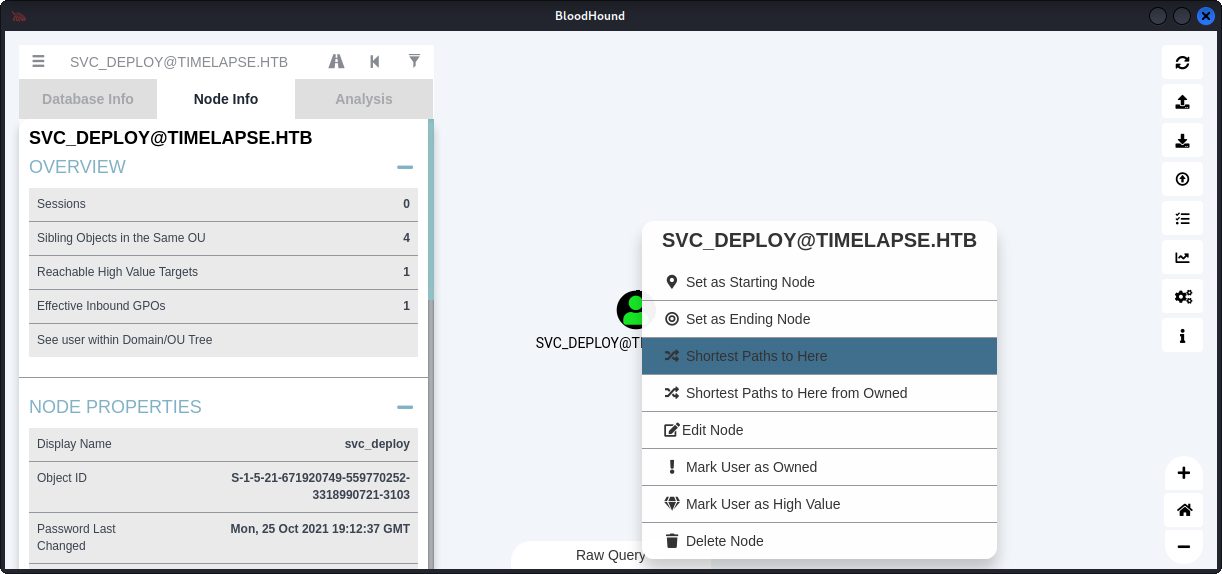 BloodHound
SVC_DEPLOY@TIMELAPSE.HTB
Database Info
Node Info
Analysis
SVC_DEPLOY@TIMELAPSE.HTB
OVERVIEW
Sessions 0
Sibling Objects in the Same OU 4
Reachable High Value Targets 1
Effective Inbound GPOs 1
See user within Domain/OU Tree
NODE PROPERTIES
Display Name svc_deploy
Object ID S-1-5-21-671920749-559770252-
3318990721-3103
Password Last Mon, 25 Oct 2021 19:12:37 GMT
Changed
SVC_DEPLOY@TI
SVC_DEPLOY@TIMELAPSE.HTB
Set as Starting Node
Set as Ending Node
Shortest Paths to Here
Shortest Paths to Here from Owned
Edit Node
Mark User as Owned
Mark User as High Value
Delete Node
Raw Query